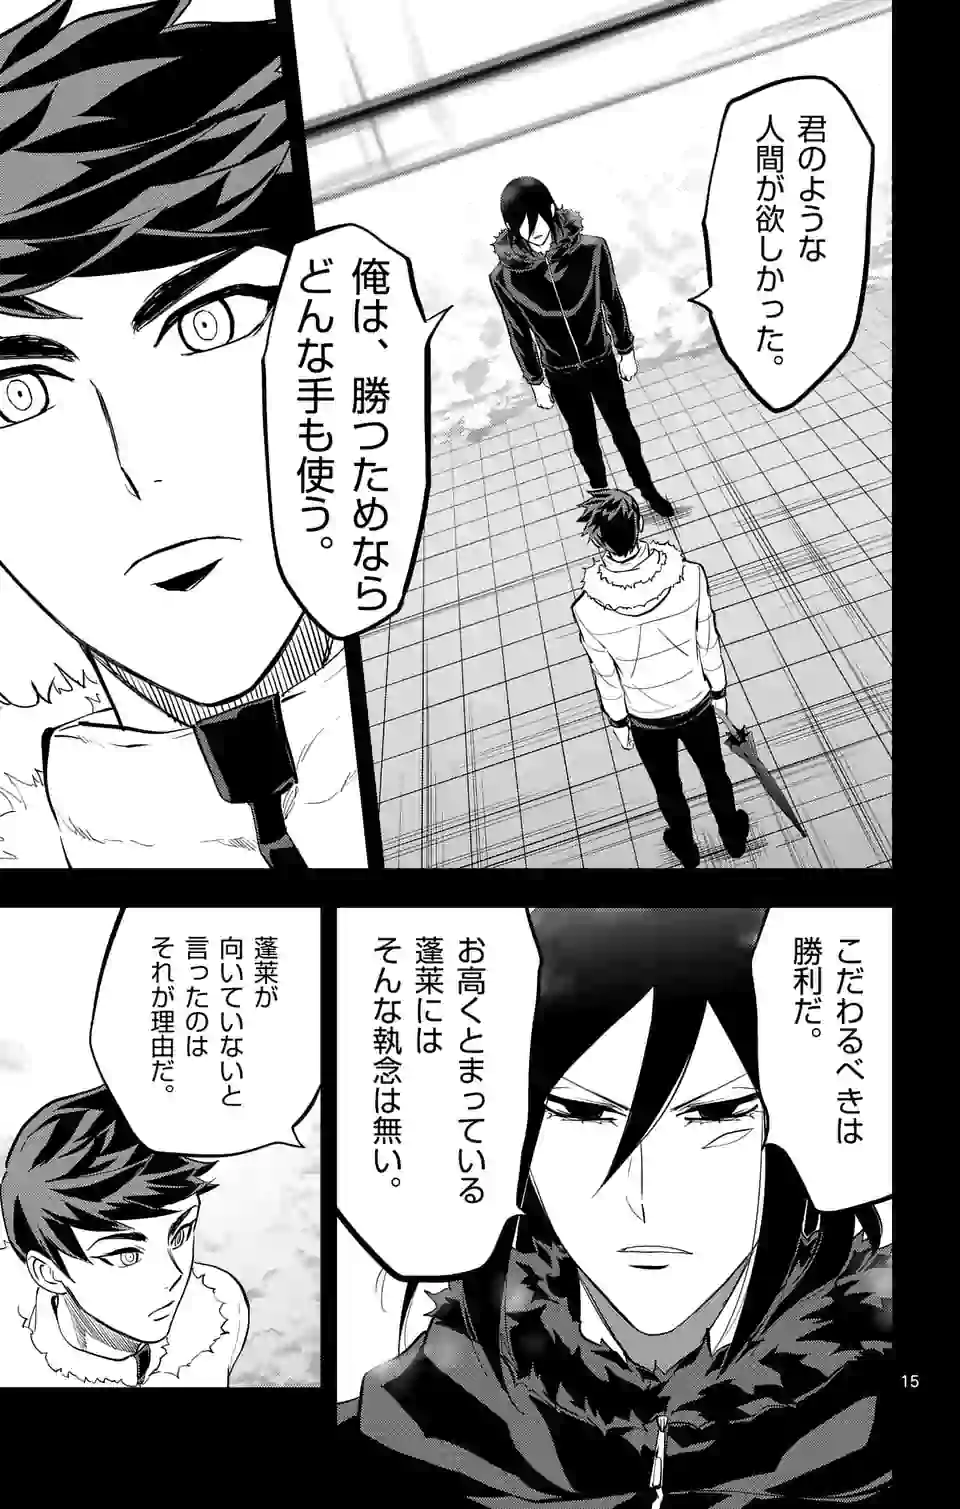 君のような
人間が欲しかった。
俺は、勝つためなら
どんな手も使う。
こだわるべきは
勝利だ。
お高くとまっている
蓬莱には
そんな執念は無い。
蓬莱が
向いていないと
言ったのは
それが理由だ。
15